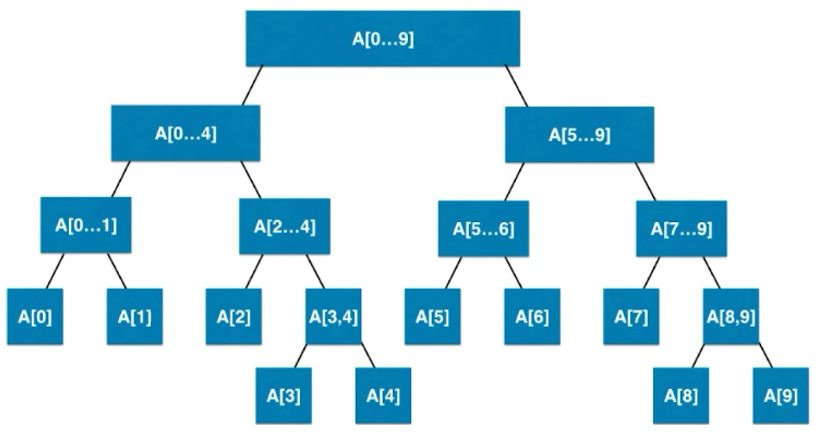 A[0…9]
A[0…4]
A[5…9]
A[0…1]
A[2…4]
A[5…6]
A[7…9]
A[0]
A[1]
A[2]
A[3,4]
A[5]
A[6]
A[7]
A[8,9]
A[3]
A[4]
A[8]
A[9]